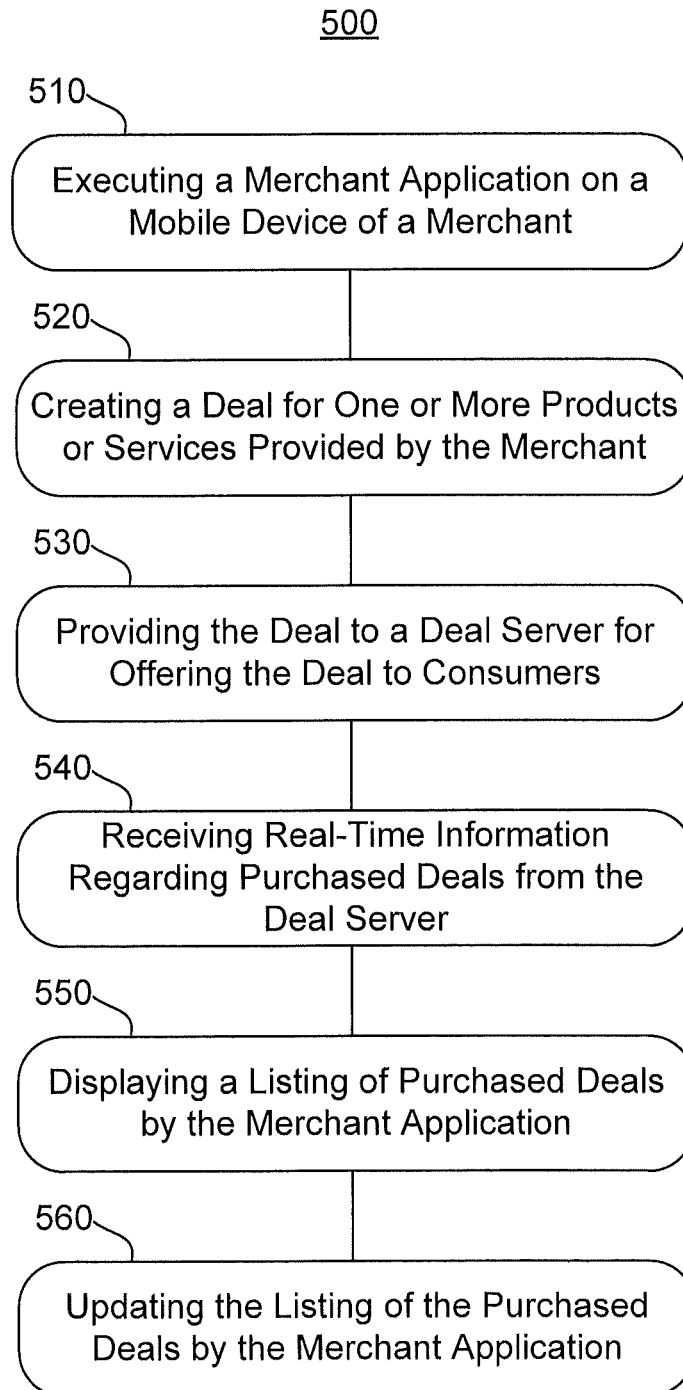 500
510
Executing a Merchant Application on a
Mobile Device of a Merchant
520
Creating a Deal for One or More Products
or Services Provided by the Merchant
530
Providing the Deal to a Deal Server for
Offering the Deal to Consumers
540
Receiving Real-Time Information
Regarding Purchased Deals from the
Deal Server
550
Displaying a Listing of Purchased Deals
by the Merchant Application
560
Updating the Listing of the Purchased
Deals by the Merchant Application